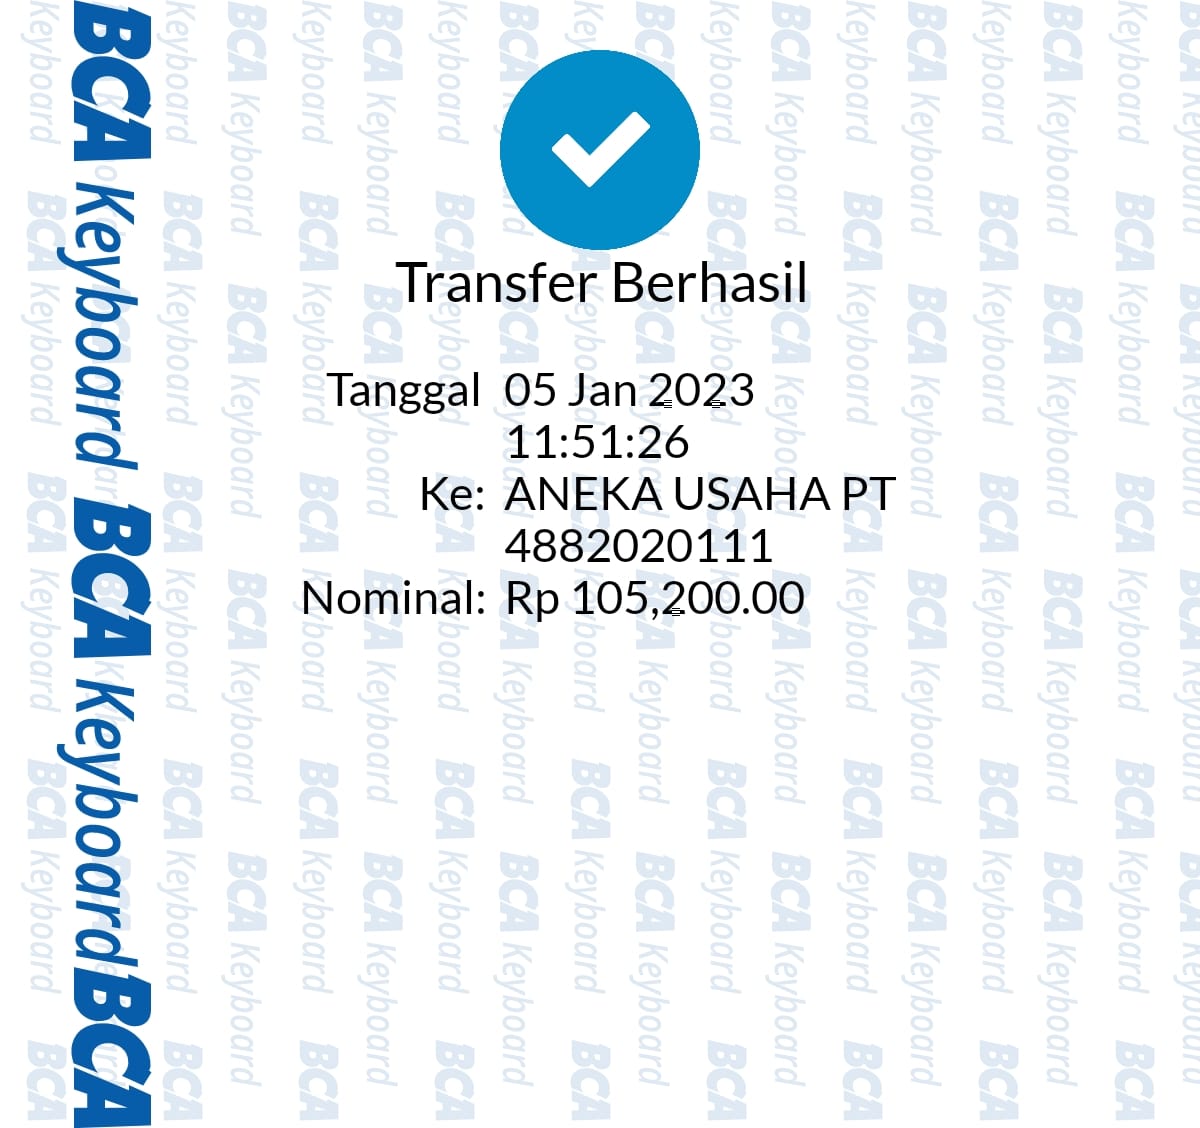 BCA Keyboard BCA Keyboard BCA
Transfer Berhasil
Tanggal 05 Jan 2023
11:51:26
Ke: ANEKA USAHA PT
4882020111
Nominal: Rp 105,200.00